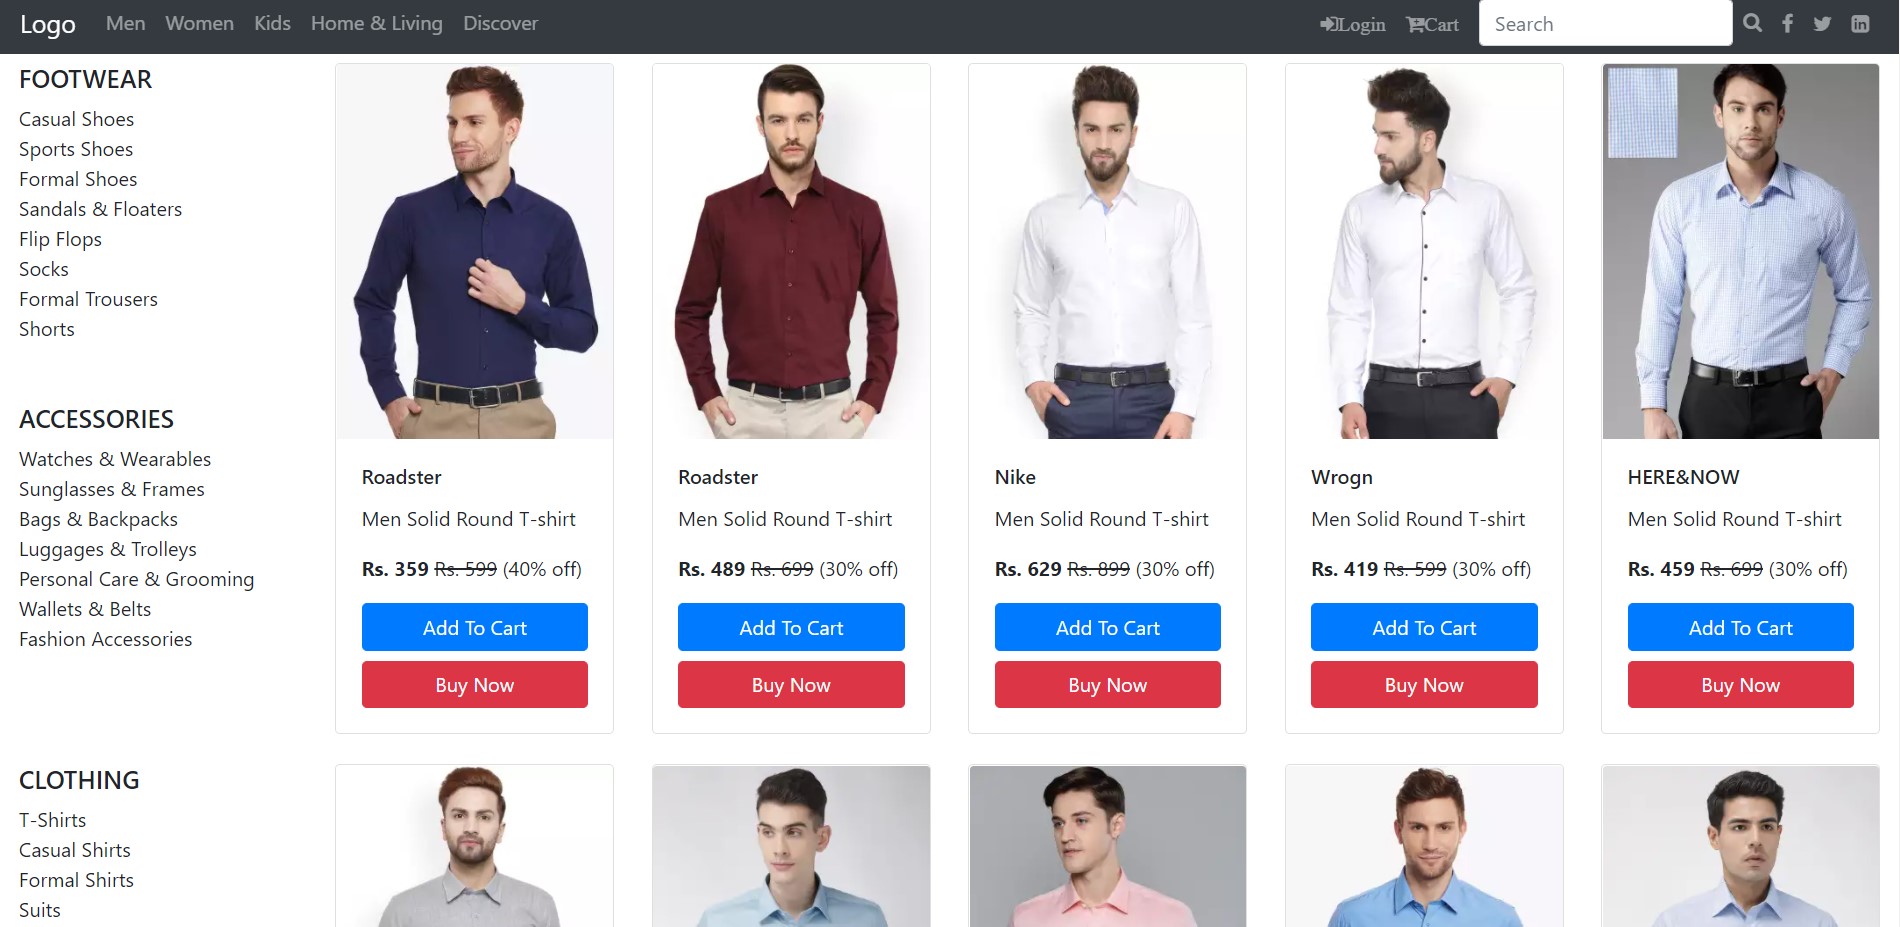 Logo Men Women Kids Home & Living Discover Login Cart Search
FOOTWEAR
Casual Shoes
Sports Shoes
Formal Shoes
Sandals & Floaters
Flip Flops
Socks
Formal Trousers
Shorts
ACCESSORIES
Watches & Wearables
Sunglasses & Frames
Bags & Backpacks
Luggages & Trolleys
Personal Care & Grooming
Wallets & Belts
Fashion Accessories
CLOTHING
T-Shirts
Casual Shirts
Formal Shirts
Suits
Roadster
Men Solid Round T-shirt
Rs. 359 Rs. 599 (40% off)
Add To Cart
Buy Now
Roadster
Men Solid Round T-shirt
Rs. 489 Rs. 699 (30% off)
Add To Cart
Buy Now
Nike
Men Solid Round T-shirt
Rs. 629 Rs. 899 (30% off)
Add To Cart
Buy Now
Wrogn
Men Solid Round T-shirt
Rs. 419 Rs. 599 (30% off)
Add To Cart
Buy Now
HERE&NOW
Men Solid Round T-shirt
Rs. 459 Rs. 699 (30% off)
Add To Cart
Buy Now